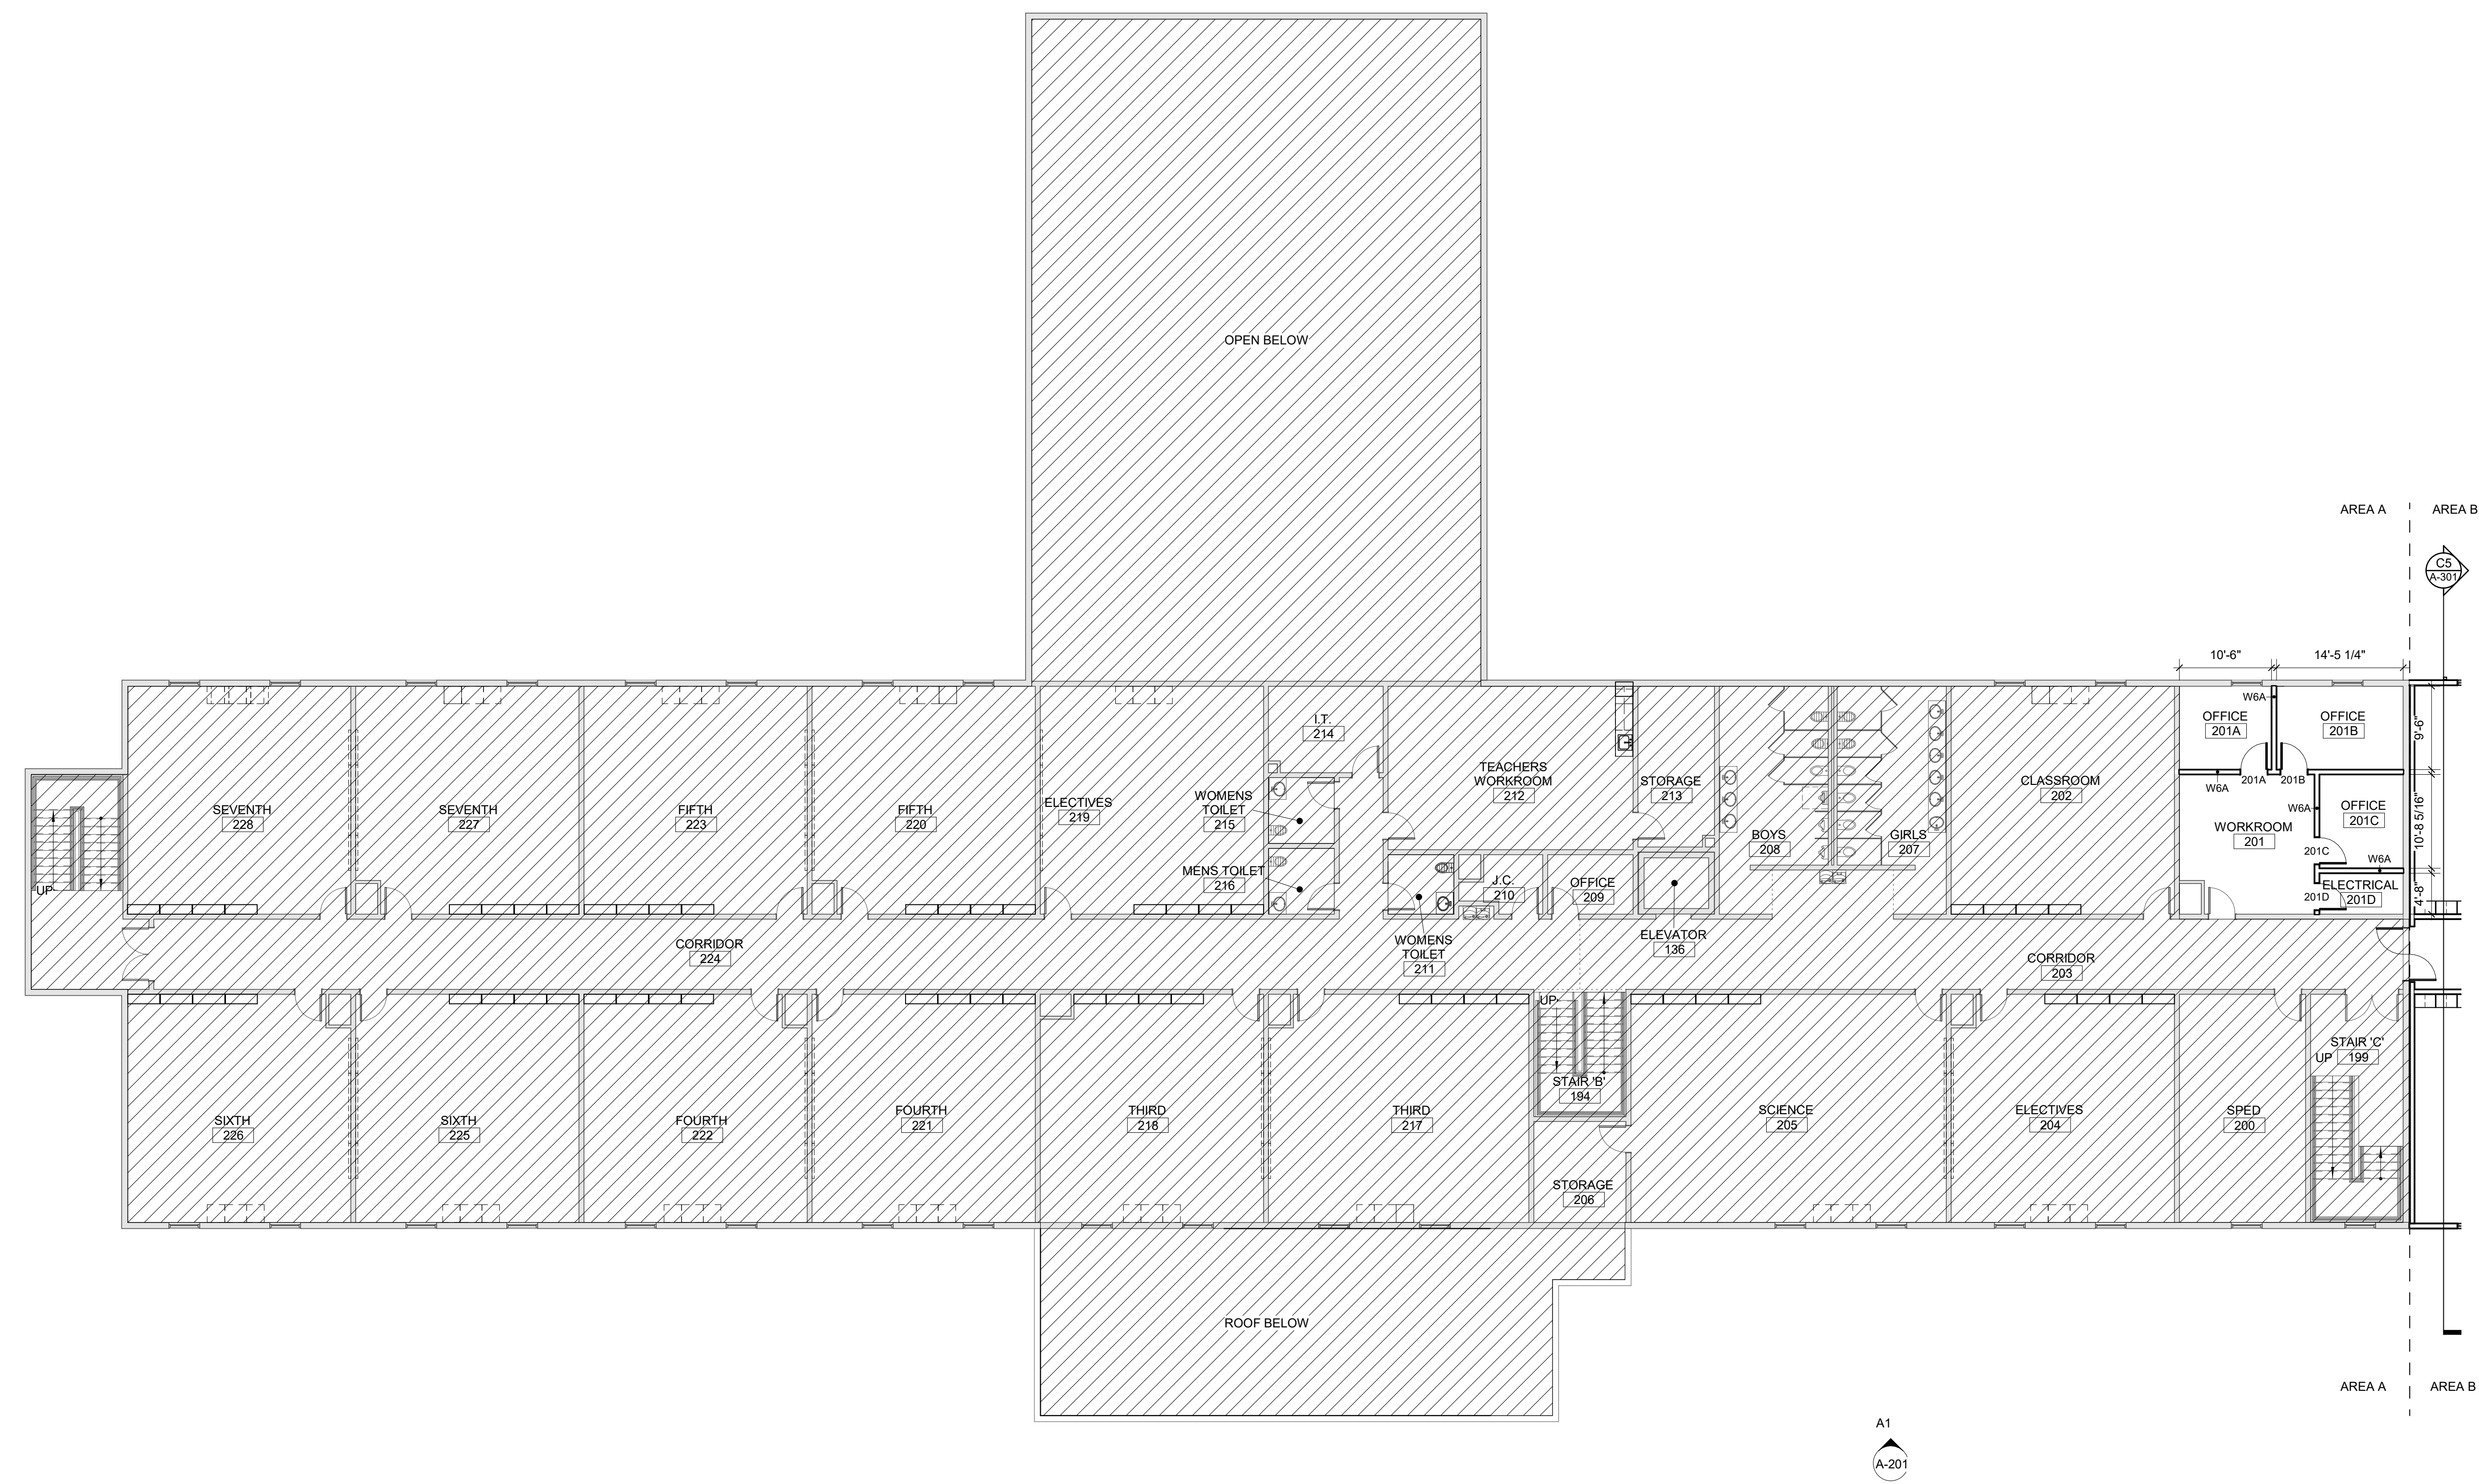 OPEN BELOW
AREA A
AREA B
C5
A-301
10'-6"
14'-5 1/4"
W6A
OFFICE
201A
OFFICE
201B
9'-6"
I.T.
214
TEACHERS
WORKROOM
212
STORAGE
213
CLASSROOM
202
201A
201B
W6A
W6A
OFFICE
201C
10'-8 5/16"
SEVENTH
228
SEVENTH
227
FIFTH
223
FIFTH
220
ELECTIVES
219
WOMENS
TOILET
215
BOYS
208
GIRLS
207
WORKROOM
201
201C
W6A
MENS TOILET
216
J.C.
210
OFFICE
209
ELECTRICAL
201D
201D
4'-8"
UP
CORRIDOR
224
WOMENS
TOILET
211
ELEVATOR
136
CORRIDOR
203
UP
STAIR 'C'
199
UP
STAIR 'B'
194
SIXTH
226
SIXTH
225
FOURTH
222
FOURTH
221
THIRD
218
THIRD
217
SCIENCE
205
ELECTIVES
204
SPED
200
STORAGE
206
ROOF BELOW
AREA A
AREA B
A1
A-201